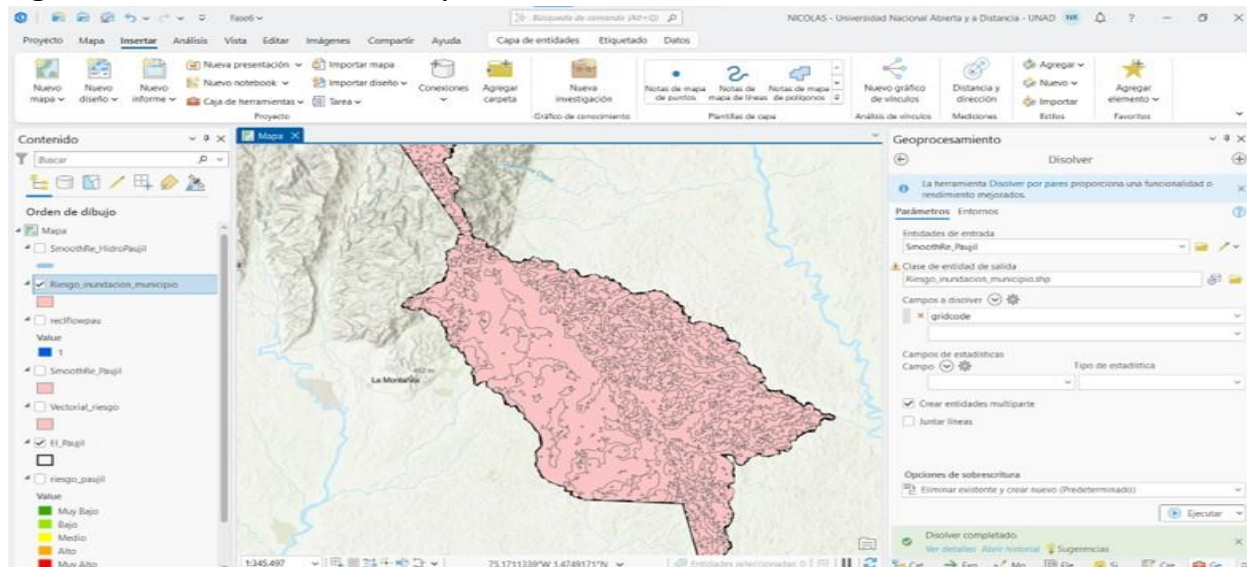 Fase6
Búsqueda de comando (Alt+Q)
NICOLAS - Universidad Nacional Abierta y a Distancia - UNAD
NR
?
Proyecto Mapa Insertar Análisis Vista Editar Imágenes Compartir Ayuda Capa de entidades Etiquetado Datos
Nuevo mapa
Nuevo diseño
Nuevo informe
Nueva presentación
Nuevo notebook
Caja de herramientas
Importar mapa
Importar diseño
Tarea
Conexiones
Agregar carpeta
Proyecto
Nueva investigación
Gráfico de conocimiento
Notas de mapa de puntos
Notas de mapa de líneas
Notas de mapa de polígonos
Plantillas de capa
Nuevo gráfico de vínculos
Análisis de vínculos
Distancia y dirección
Mediciones
Agregar
Nuevo
Importar
Estilos
Agregar elemento
Favoritos
Contenido
Buscar
Orden de dibujo
Mapa
SmoothRe_HidroPaujil
Riesgo_inundacion_municipio
reclflowpau
Value
1
SmoothRe_Paujil
Vectorial_riesgo
El_Paujil
riesgo_paujil
Value
Muy Bajo
Bajo
Medio
Alto
Muy Alto
Mapa
La Montañita
1:345.497
75,1711339°W 1,4749171°N
Entidades seleccionadas: 0
Geoprocesamiento
Disolver
La herramienta Disolver por pares proporciona una funcionalidad o
rendimiento mejorados.
Parámetros Entornos
Entidades de entrada
SmoothRe_Paujil
Clase de entidad de salida
Riesgo_inundacion_municipio.shp
Campos a disolver
gridcode
Campos de estadísticas
Campo Tipo de estadística
Crear entidades multiparte
Juntar líneas
Opciones de sobrescritura
Eliminar existente y crear nuevo (Predeterminado)
Ejecutar
Disolver completado.
Ver detalles Abrir historial Sugerencias